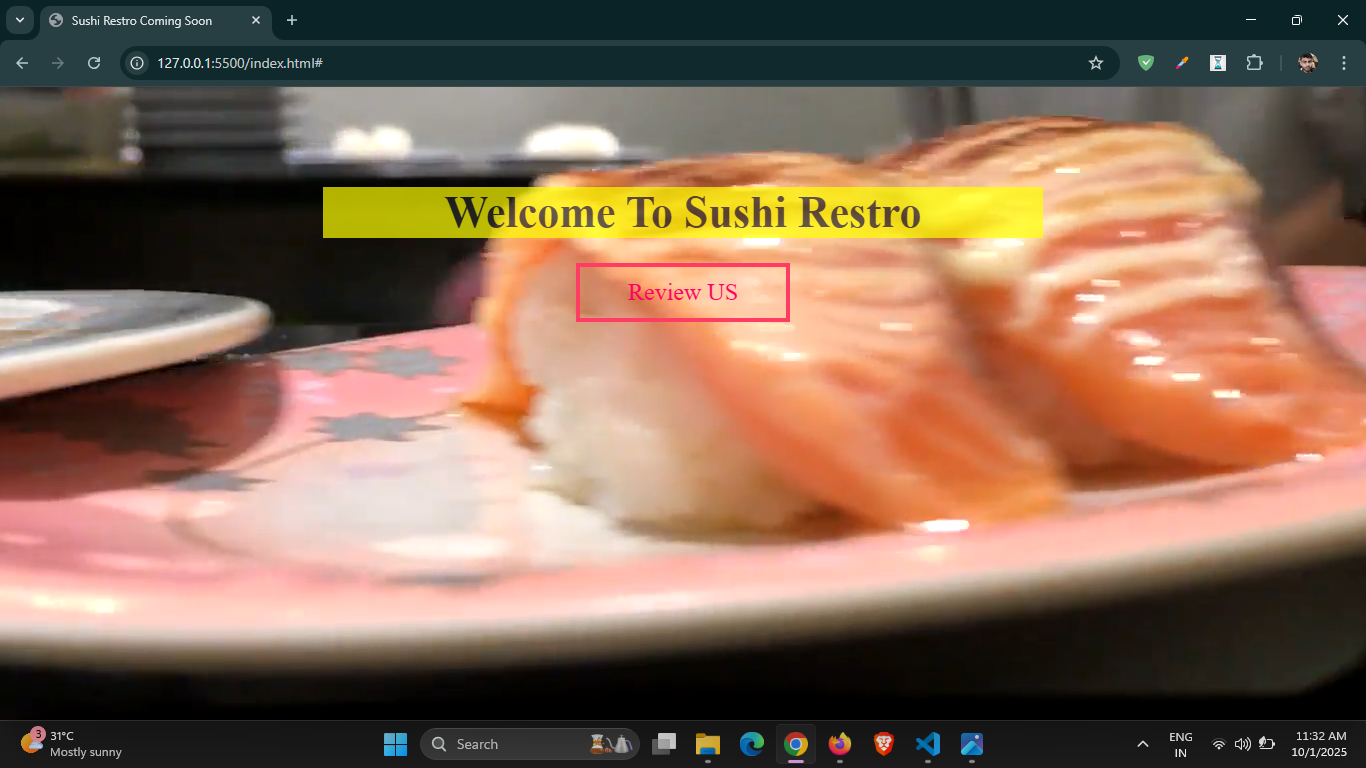 Sushi Restro Coming Soon
127.0.0.1:5500/index.html#
Welcome To Sushi Restro
Review US
3
31°C
Mostly sunny
Search
ENG
IN
11:32 AM
10/1/2025